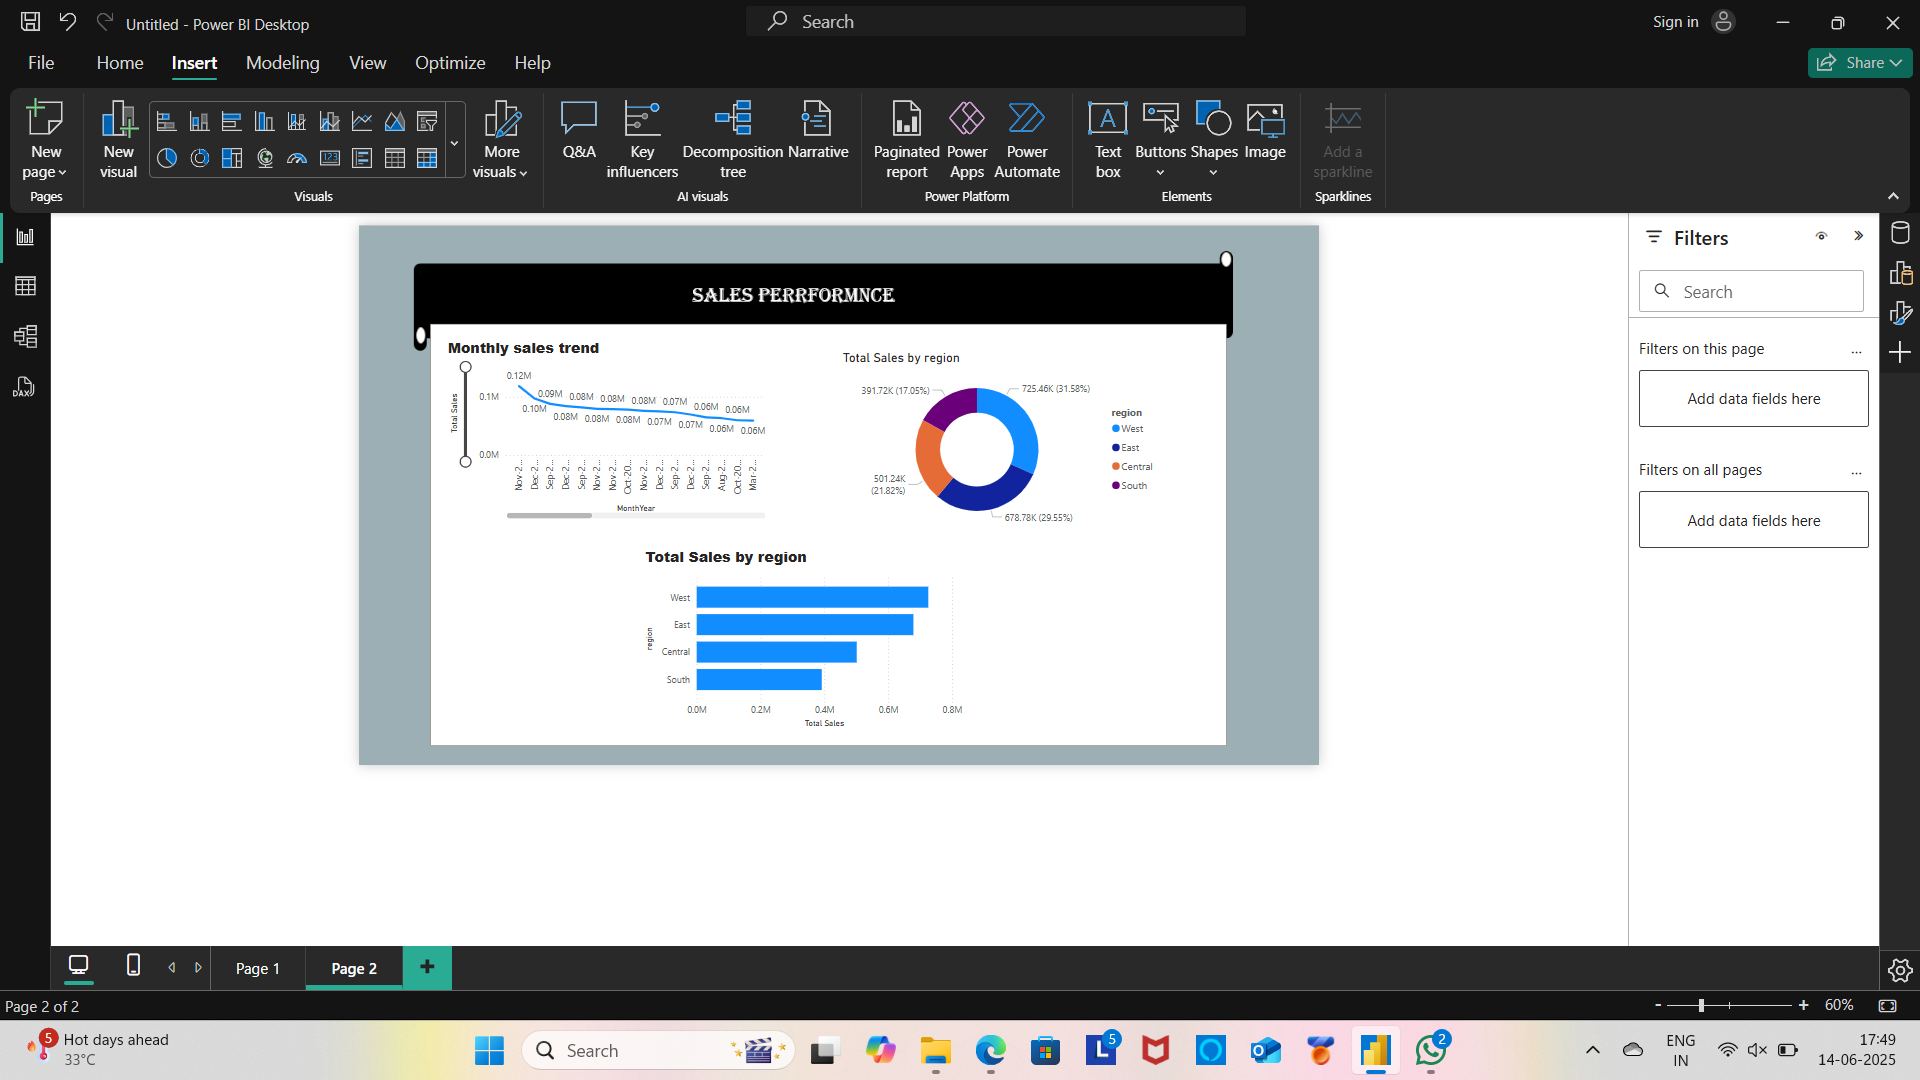 Untitled - Power BI Desktop
Search
Sign in
File Home Insert Modeling View Optimize Help
Share
New page
New visual
More visuals
Q&A
Key influencers
Decomposition tree
Narrative
Paginated report
Power Apps
Power Automate
Text box
Buttons
Shapes
Image
Add a sparkline
Pages
Visuals
AI visuals
Power Platform
Elements
Sparklines
SALES PERRFORMNCE
Monthly sales trend
Total Sales
0.1M
0.0M
0.12M
0.10M
0.09M
0.08M
0.08M
0.08M
0.08M
0.08M
0.08M
0.07M
0.07M
0.07M
0.06M
0.06M
0.06M
0.06M
Nov-2...
Dec-2...
Sep-2...
Dec-2...
Sep-2...
Nov-2...
Nov-2...
Oct-20...
Nov-2...
Dec-2...
Sep-2...
Dec-2...
Sep-2...
Aug-2...
Oct-20...
Mar-2...
MonthYear
Total Sales by region
391.72K (17.05%)
725.46K (31.58%)
501.24K
(21.82%)
678.78K (29.55%)
region
West
East
Central
South
Total Sales by region
region
West
East
Central
South
0.0M 0.2M 0.4M 0.6M 0.8M
Total Sales
Filters
Search
Filters on this page
...
Add data fields here
Filters on all pages
...
Add data fields here
DAX
Page 1
Page 2
Page 2 of 2
- + 60%
5
Hot days ahead
33°C
Search
5
2
ENG
IN
17:49
14-06-2025